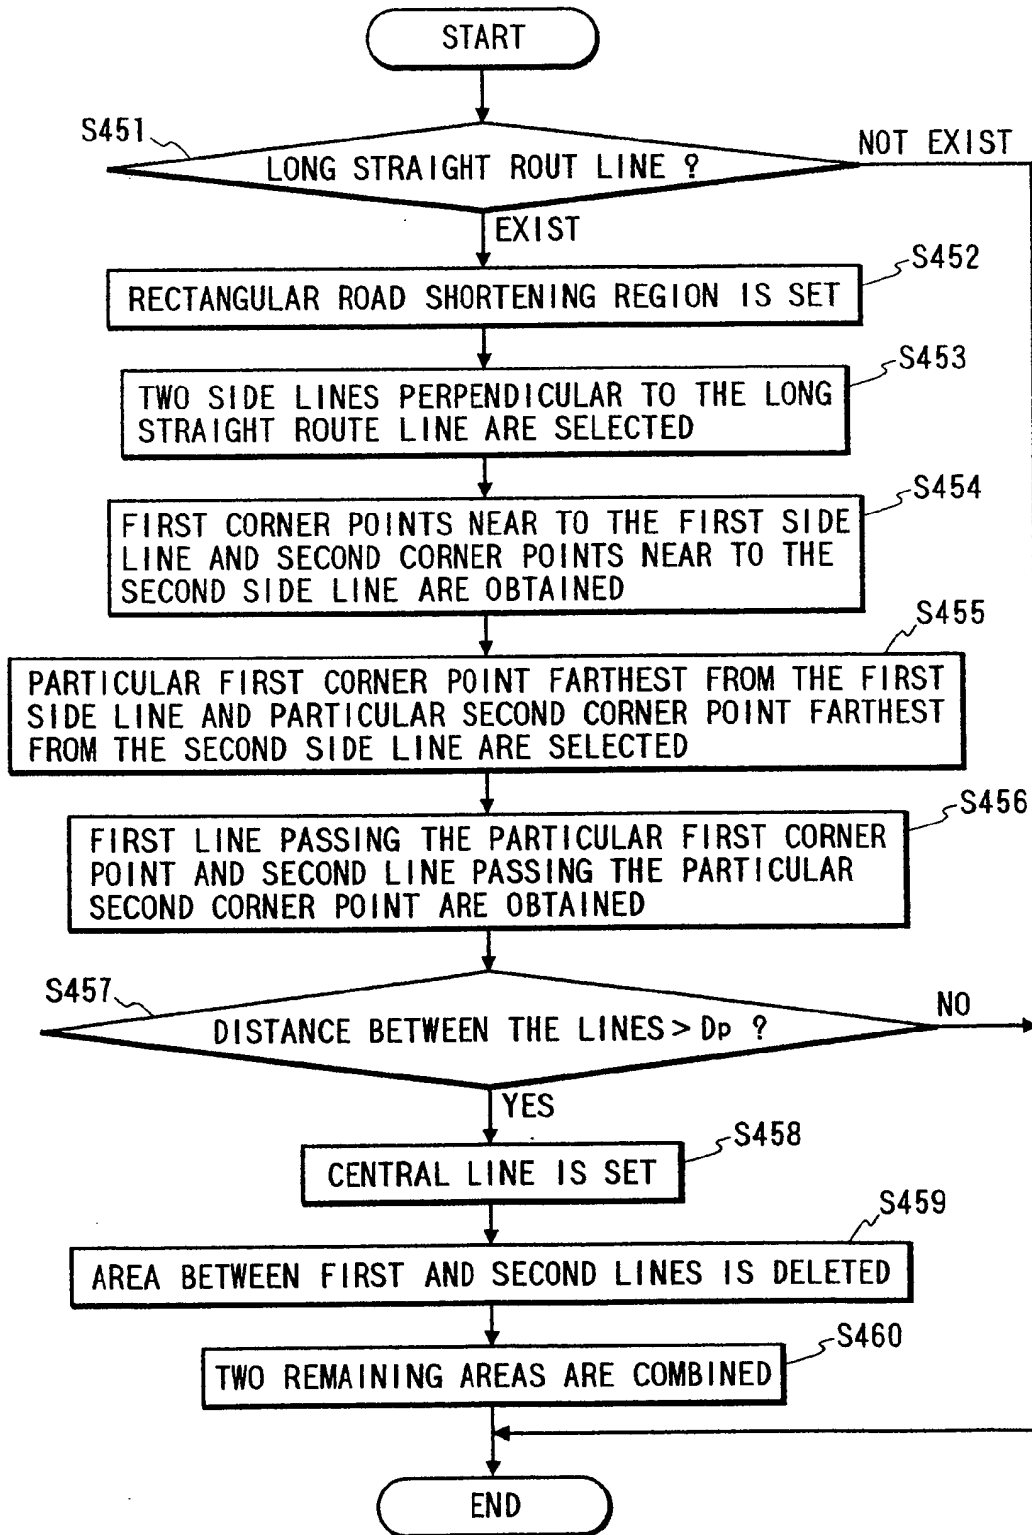 START
S451
LONG STRAIGHT ROUT LINE ?
NOT EXIST
EXIST
S452
RECTANGULAR ROAD SHORTENING REGION IS SET
S453
TWO SIDE LINES PERPENDICULAR TO THE LONG
STRAIGHT ROUTE LINE ARE SELECTED
S454
FIRST CORNER POINTS NEAR TO THE FIRST SIDE
LINE AND SECOND CORNER POINTS NEAR TO THE
SECOND SIDE LINE ARE OBTAINED
S455
PARTICULAR FIRST CORNER POINT FARTHEST FROM THE FIRST
SIDE LINE AND PARTICULAR SECOND CORNER POINT FARTHEST
FROM THE SECOND SIDE LINE ARE SELECTED
S456
FIRST LINE PASSING THE PARTICULAR FIRST CORNER
POINT AND SECOND LINE PASSING THE PARTICULAR
SECOND CORNER POINT ARE OBTAINED
S457
DISTANCE BETWEEN THE LINES > Dp ?
NO
YES
S458
CENTRAL LINE IS SET
S459
AREA BETWEEN FIRST AND SECOND LINES IS DELETED
S460
TWO REMAINING AREAS ARE COMBINED
END